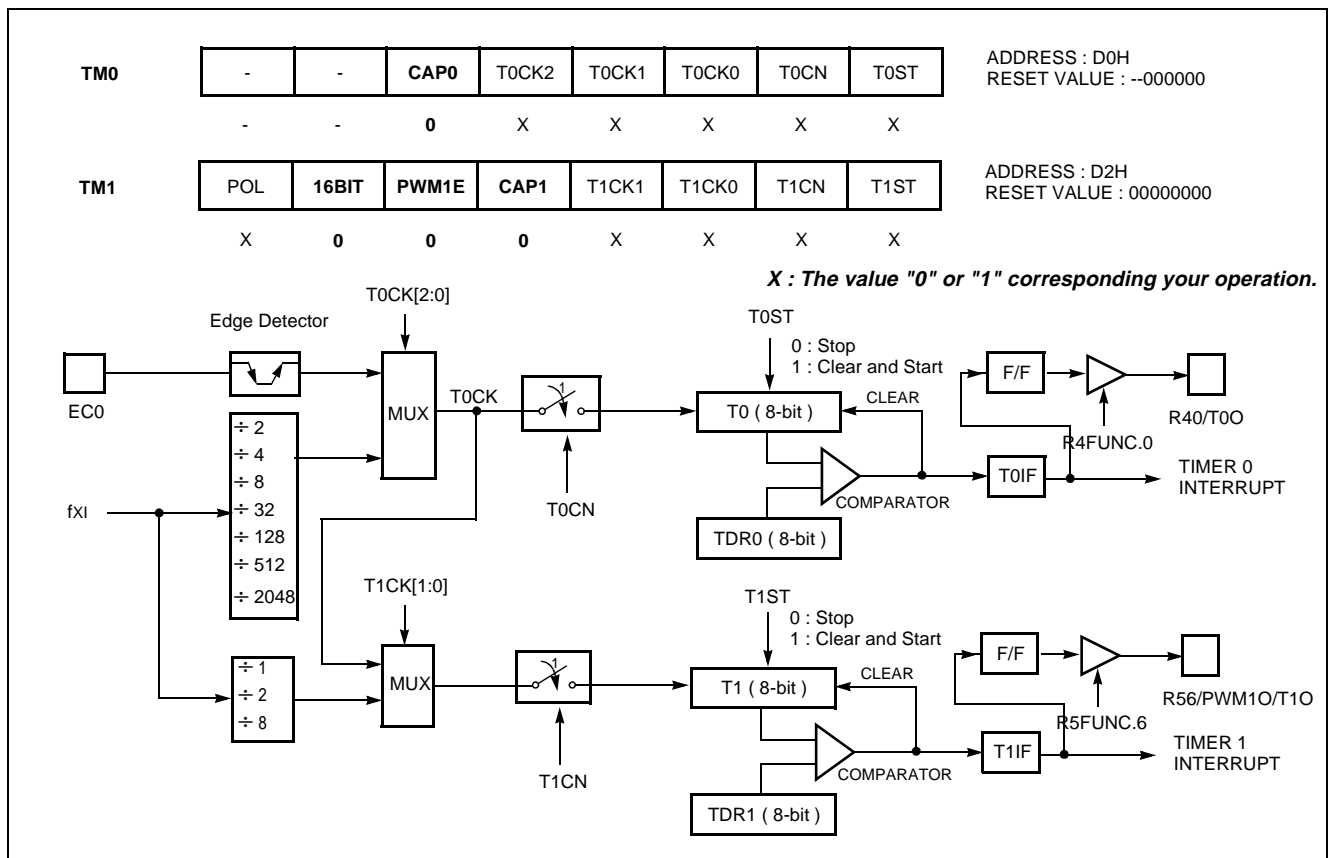 TM0 - - CAP0 T0CK2 T0CK1 T0CK0 T0CN T0ST
ADDRESS : D0H
RESET VALUE : --000000
- - 0 X X X X X
TM1 POL 16BIT PWM1E CAP1 T1CK1 T1CK0 T1CN T1ST
ADDRESS : D2H
RESET VALUE : 00000000
X 0 0 0 X X X X
X : The value "0" or "1" corresponding your operation.
T0CK[2:0]
Edge Detector
EC0
MUX
T0CK
1
T0CN
T0ST
0 : Stop
1 : Clear and Start
T0 ( 8-bit )
CLEAR
COMPARATOR
TDR0 ( 8-bit )
F/F
R4FUNC.0
R40/T0O
T0IF
TIMER 0
INTERRUPT
fXI
÷ 2
÷ 4
÷ 8
÷ 32
÷ 128
÷ 512
÷ 2048
T1CK[1:0]
÷ 1
÷ 2
÷ 8
MUX
1
T1CN
T1ST
0 : Stop
1 : Clear and Start
T1 ( 8-bit )
CLEAR
COMPARATOR
TDR1 ( 8-bit )
F/F
R5FUNC.6
R56/PWM1O/T1O
T1IF
TIMER 1
INTERRUPT